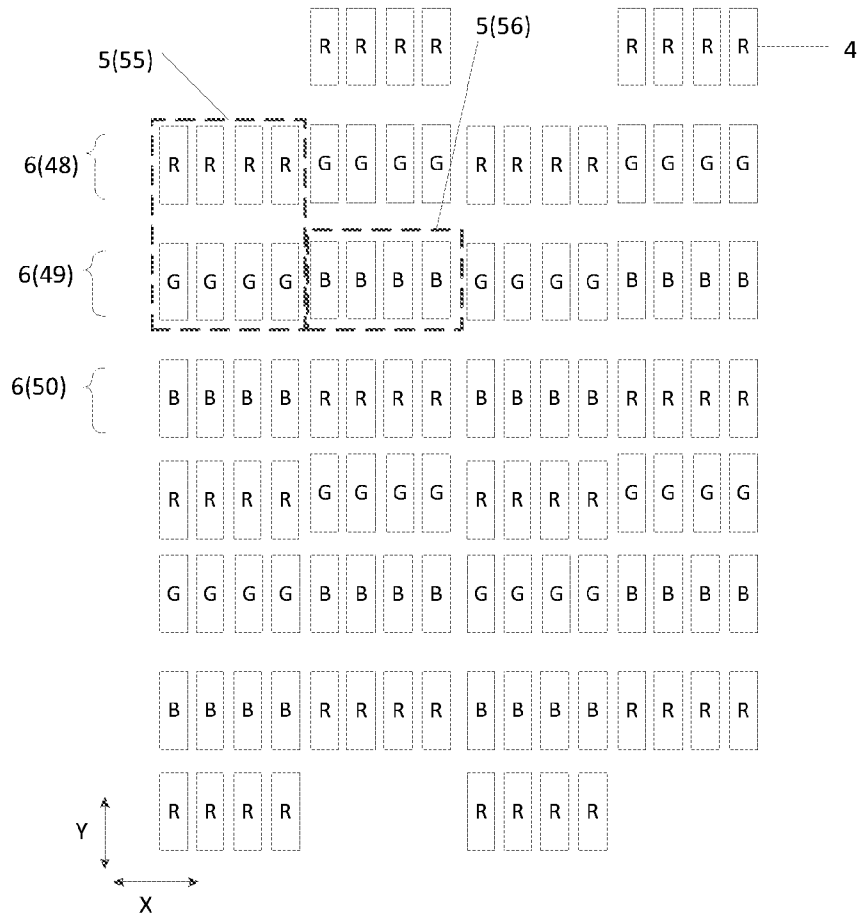 5(56)
R R R R R R R R 4
5(55)
6(48) R R R R G G G G R R R R G G G G
6(49) G G G G B B B B G G G G B B B B
6(50) B B B B R R R R B B B B R R R R
R R R R G G G G R R R R G G G G
G G G G B B B B G G G G B B B B
B B B B R R R R B B B B R R R R
R R R R R R R R
Y
X